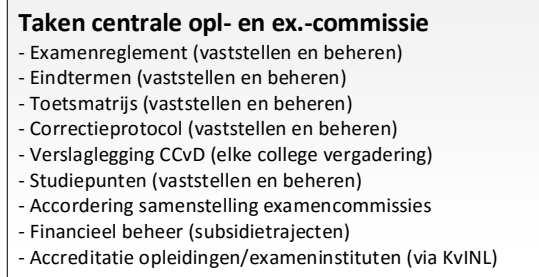 Taken centrale opl- en ex.-commissie
- Examenreglement (vaststellen en beheren)
- Eindtermen (vaststellen en beheren)
- Toetsmatrijs (vaststellen en beheren)
- Correctieprotocol (vaststellen en beheren)
- Verslaglegging CCvD (elke college vergadering)
- Studiepunten (vaststellen en beheren)
- Accordering samenstelling examencommissies
- Financieel beheer (subsidietrajecten)
- Accreditatie opleidingen/exameninstituten (via KvINL)